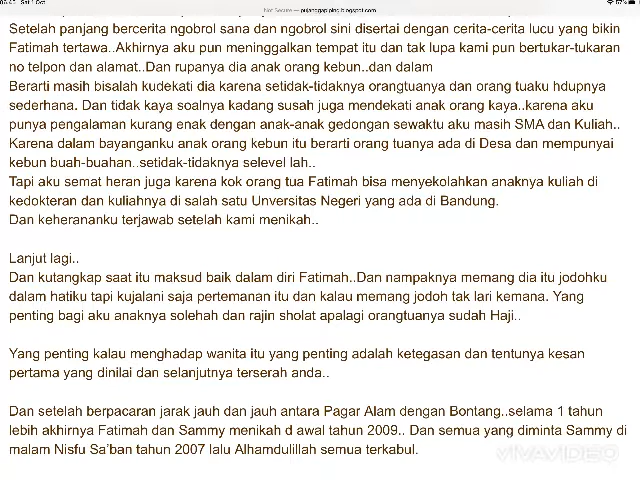 Not Secure — pujanggapiping.blogspot.com
57%
Setelah panjang bercerita ngobrol sana dan ngobrol sini disertai dengan cerita-cerita lucu yang bikin
Fatimah tertawa..Akhirnya aku pun meninggalkan tempat itu dan tak lupa kami pun bertukar-tukaran
no telpon dan alamat..Dan rupanya dia anak orang kebun..dan dalam
Berarti masih bisalah kudekati dia karena setidak-tidaknya orangtuanya dan orang tuaku hdupnya
sederhana. Dan tidak kaya soalnya kadang susah juga mendekati anak orang kaya..karena aku
punya pengalaman kurang enak dengan anak-anak gedongan sewaktu aku masih SMA dan Kuliah..
Karena dalam bayanganku anak orang kebun itu berarti orang tuanya ada di Desa dan mempunyai
kebun buah-buahan..setidak-tidaknya selevel lah..
Tapi aku semat heran juga karena kok orang tua Fatimah bisa menyekolahkan anaknya kuliah di
kedokteran dan kuliahnya di salah satu Unversitas Negeri yang ada di Bandung.
Dan keherananku terjawab setelah kami menikah..
Lanjut lagi..
Dan kutangkap saat itu maksud baik dalam diri Fatimah..Dan nampaknya memang dia itu jodohku
dalam hatiku tapi kujalani saja pertemanan itu dan kalau memang jodoh tak lari kemana. Yang
penting bagi aku anaknya solehah dan rajin sholat apalagi orangtuanya sudah Haji..
Yang penting kalau menghadap wanita itu yang penting adalah ketegasan dan tentunya kesan
pertama yang dinilai dan selanjutnya terserah anda..
Dan setelah berpacaran jarak jauh dan jauh antara Pagar Alam dengan Bontang..selama 1 tahun
lebih akhirnya Fatimah dan Sammy menikah d awal tahun 2009.. Dan semua yang diminta Sammy di
malam Nisfu Sa'ban tahun 2007 lalu Alhamdulillah semua terkabul.
VIVAVIDEO